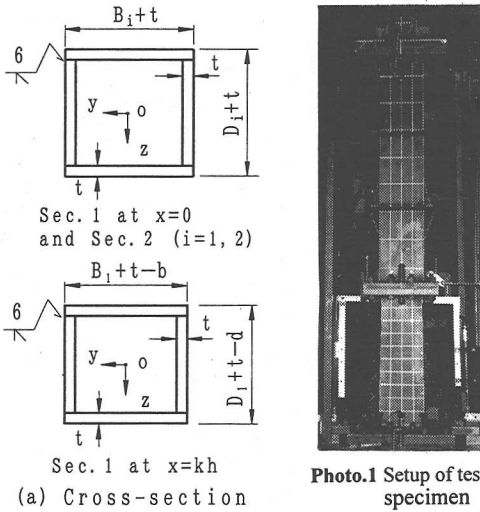 B₁+t
6
t
y
o
z
Dᵢ+t
t
Sec.1 at x=0
and Sec.2 (i=1, 2)
B₁+t-b
6
t
y
o
z
D₁+t-d
t
Sec.1 at x=kh
(a) Cross-section
Photo.1 Setup of tes
specimen